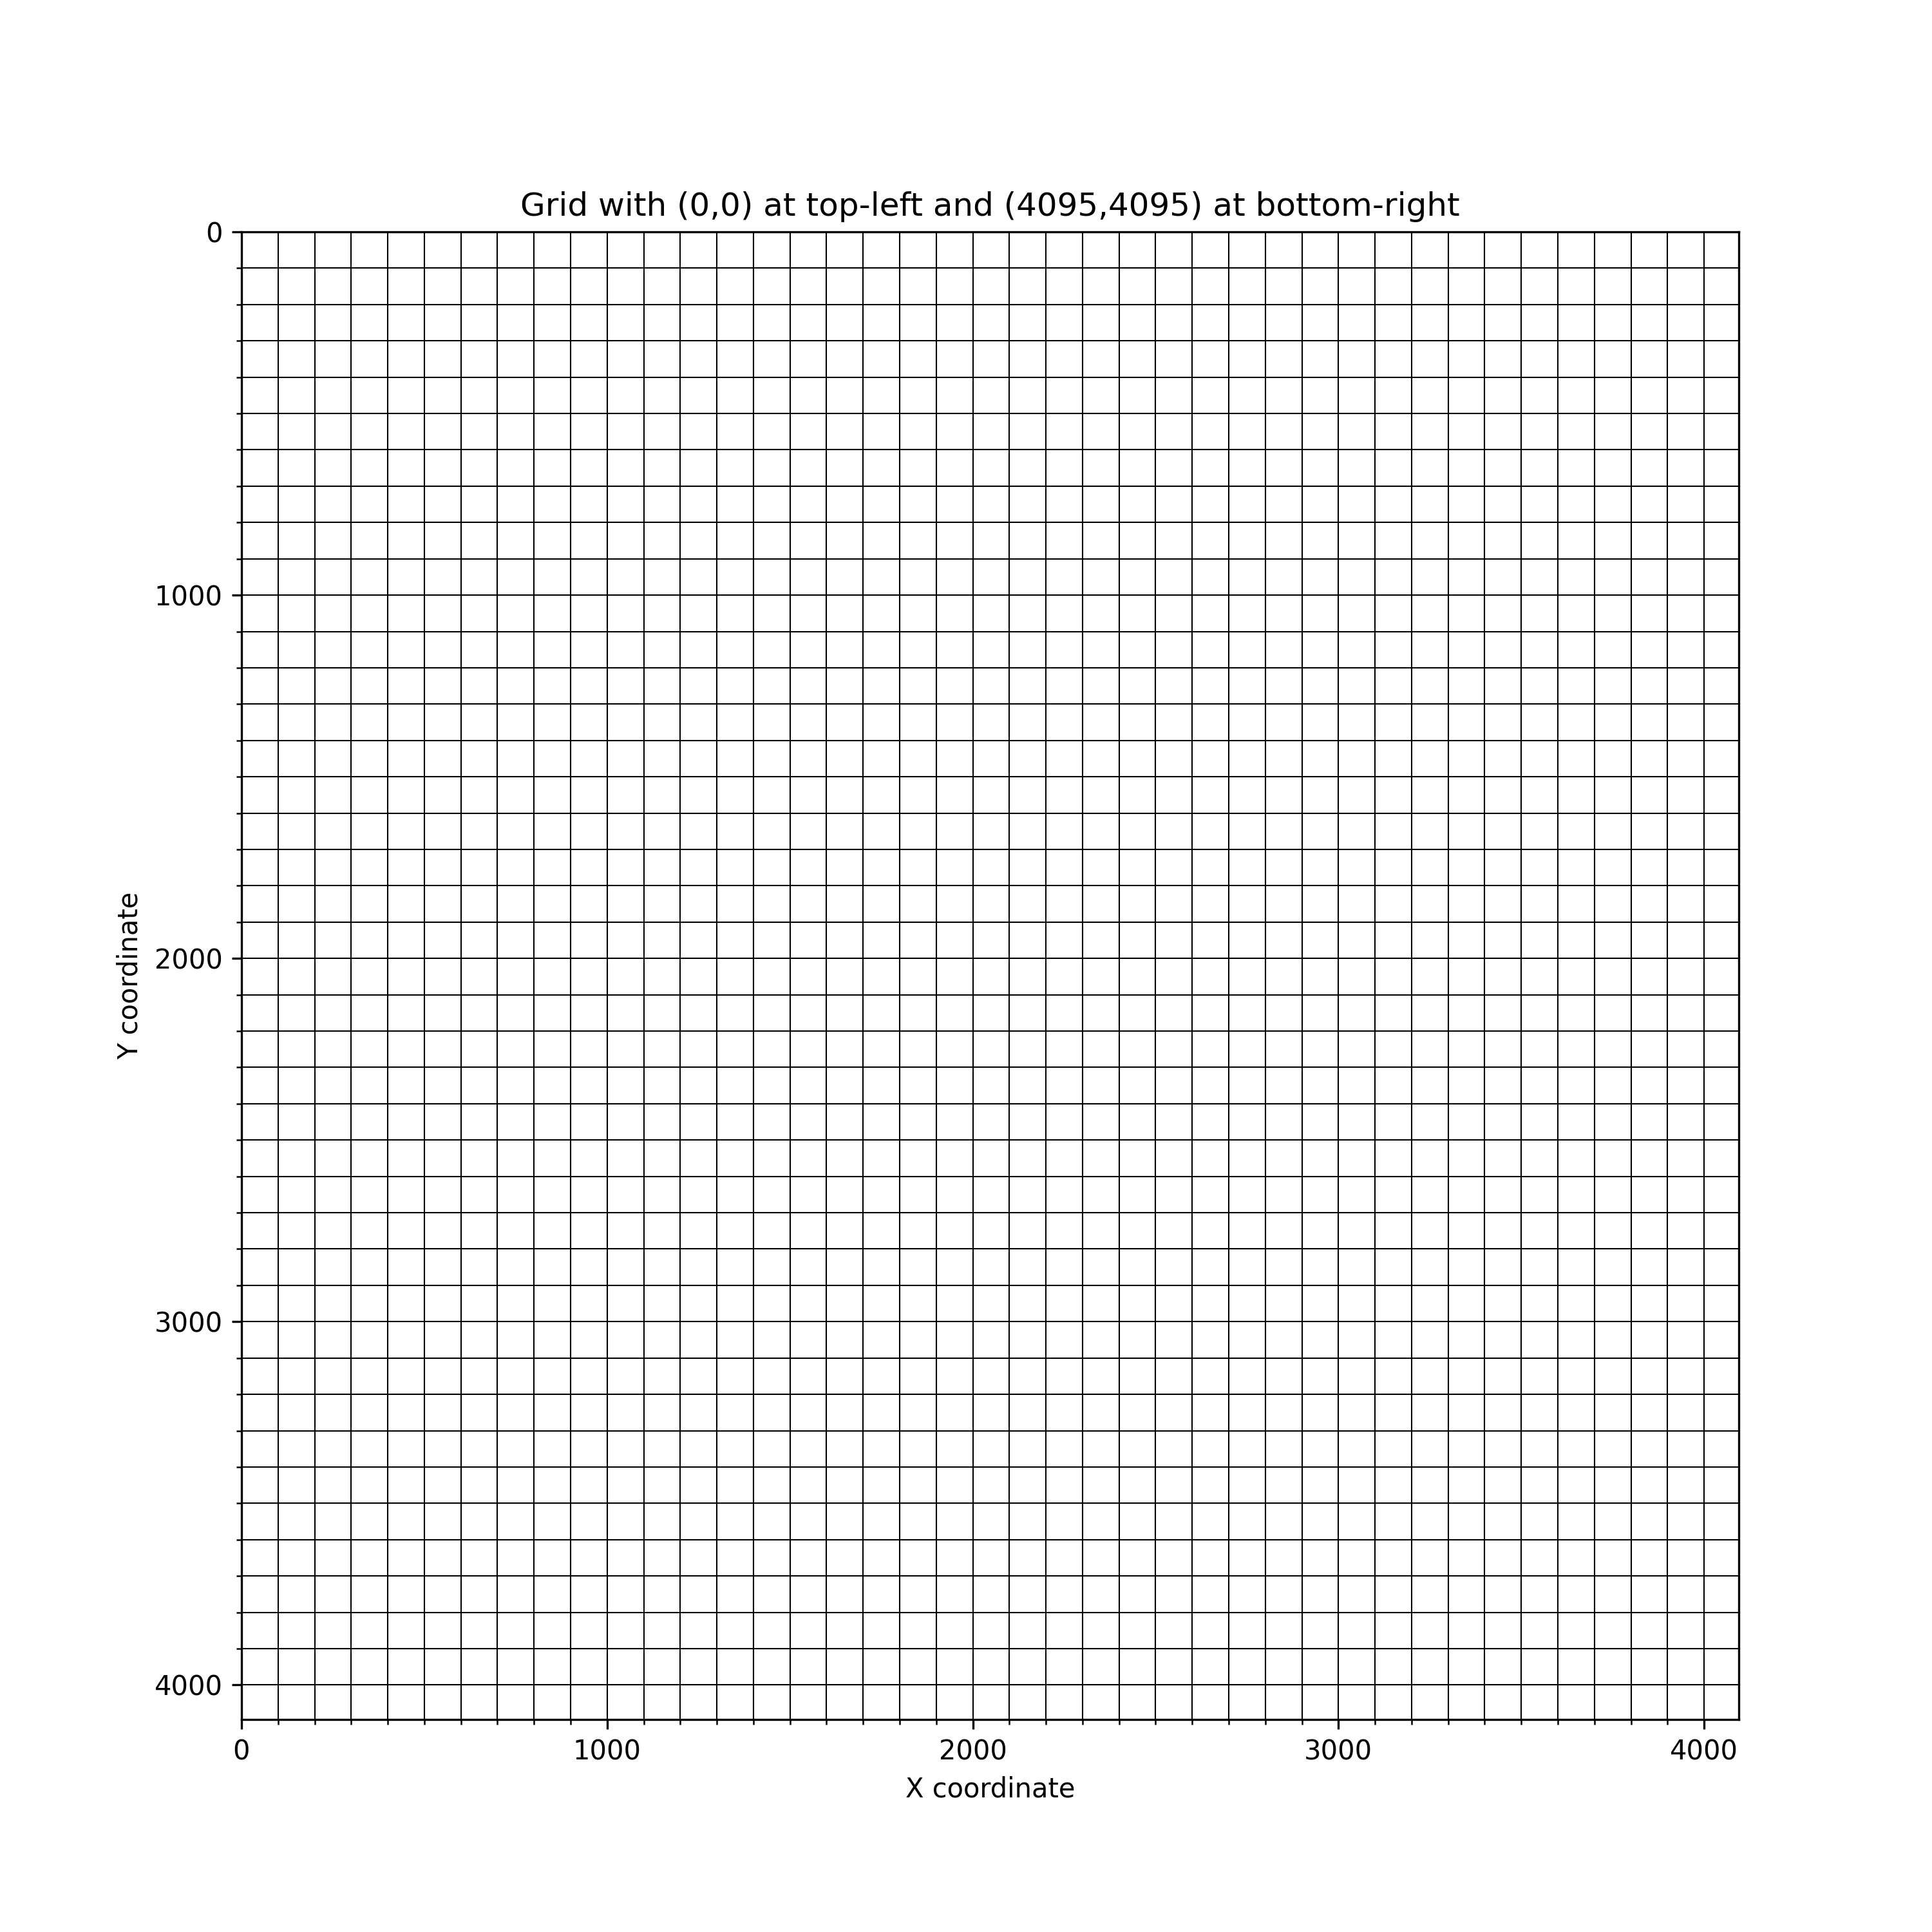 Grid with (0,0) at top-left and (4095,4095) at bottom-right
0
1000
2000
3000
4000
Y coordinate
0 1000 2000 3000 4000
X coordinate